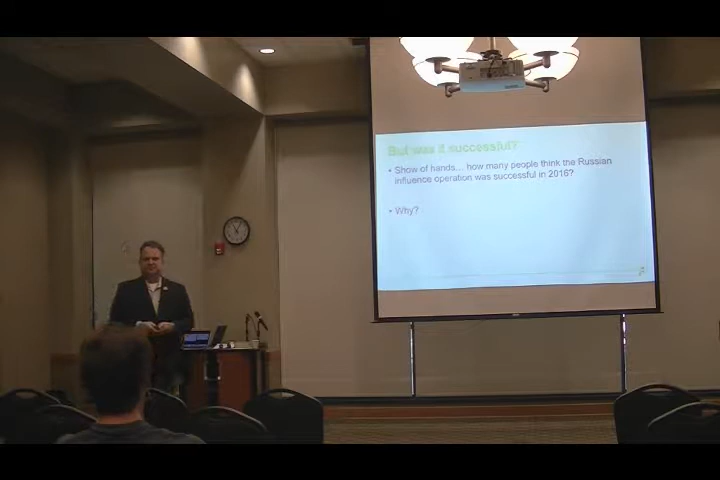 But was it successful?
• Show of hands... how many people think the Russian
influence operation was successful in 2016?
• Why?